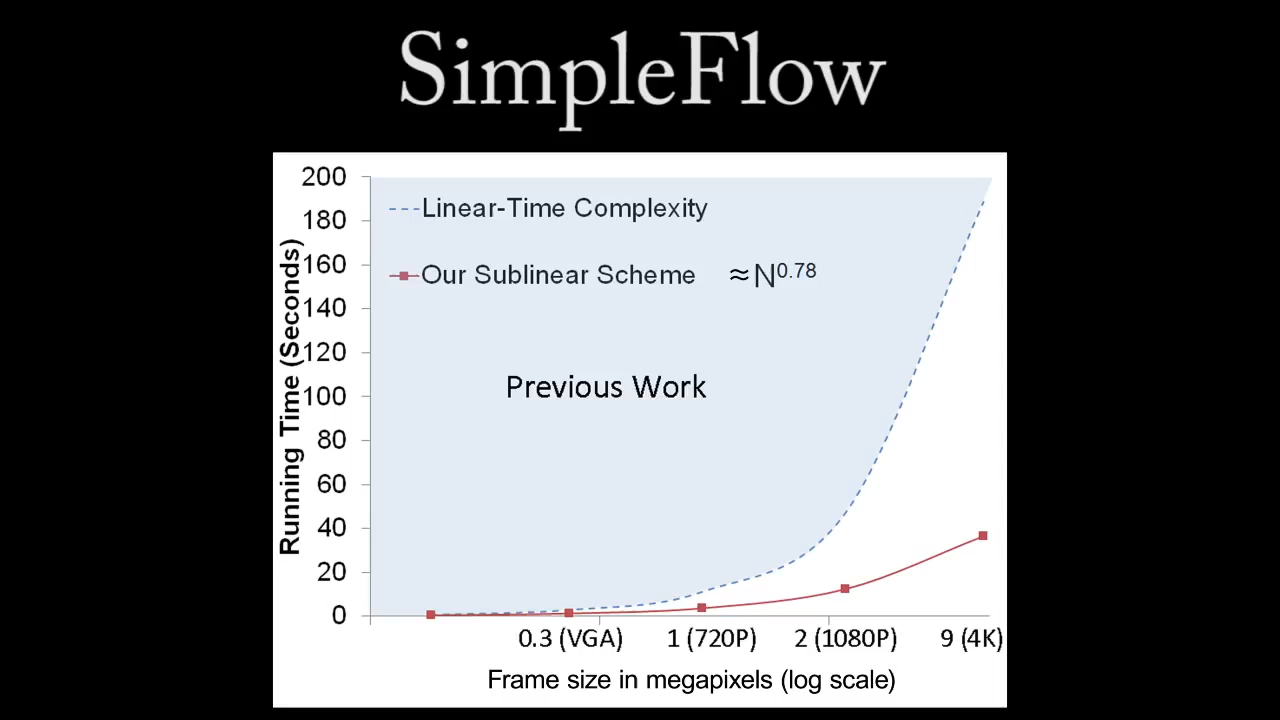 SimpleFlow
200
180
160
140
120
100
80
60
40
20
0
Running Time (Seconds)
Linear-Time Complexity
Our Sublinear Scheme ≈N^0.78
Previous Work
0.3 (VGA) 1 (720P) 2 (1080P) 9 (4K)
Frame size in megapixels (log scale)